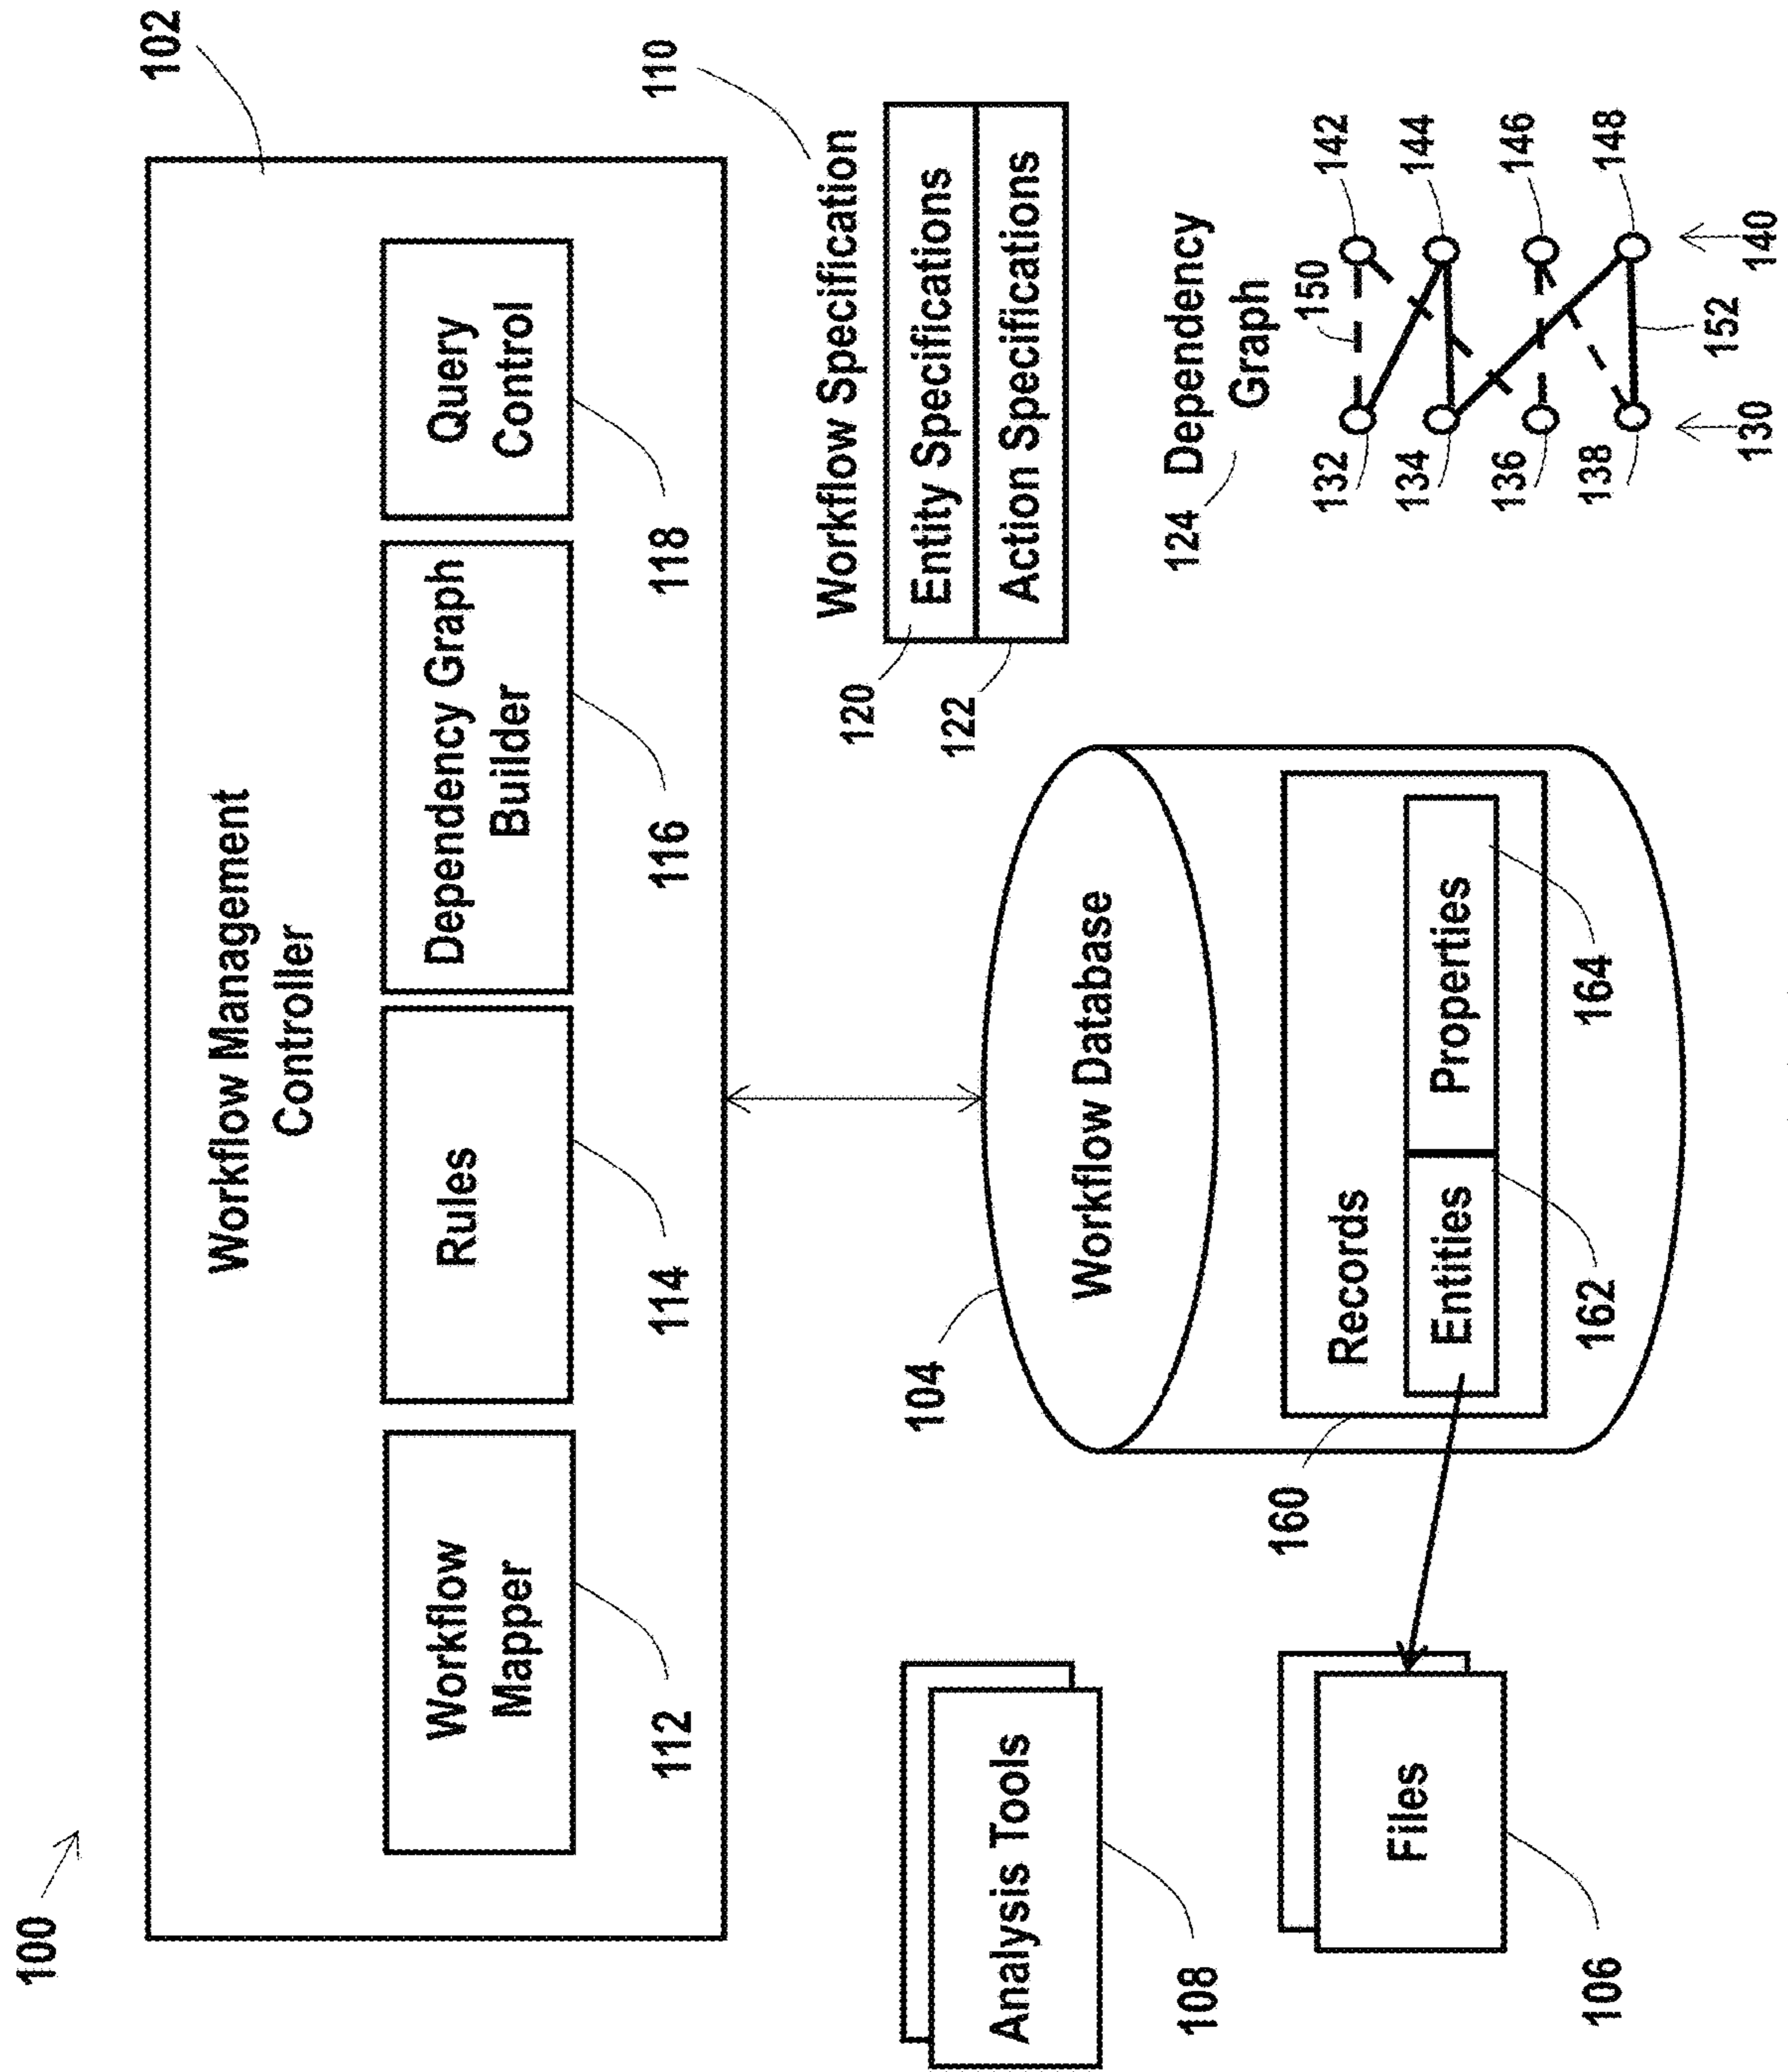 100
102
Workflow Management
Controller
Workflow
Mapper
Rules
Dependency Graph
Builder
Query
Control
112
114
116
118
110
Workflow Specification
Entity Specifications
Action Specifications
120
122
104
Workflow Database
Records
Entities
Properties
160
162
164
Analysis Tools
108
Files
106
124
Dependency
Graph
150
132
134
136
138
142
144
146
148
152
130
140